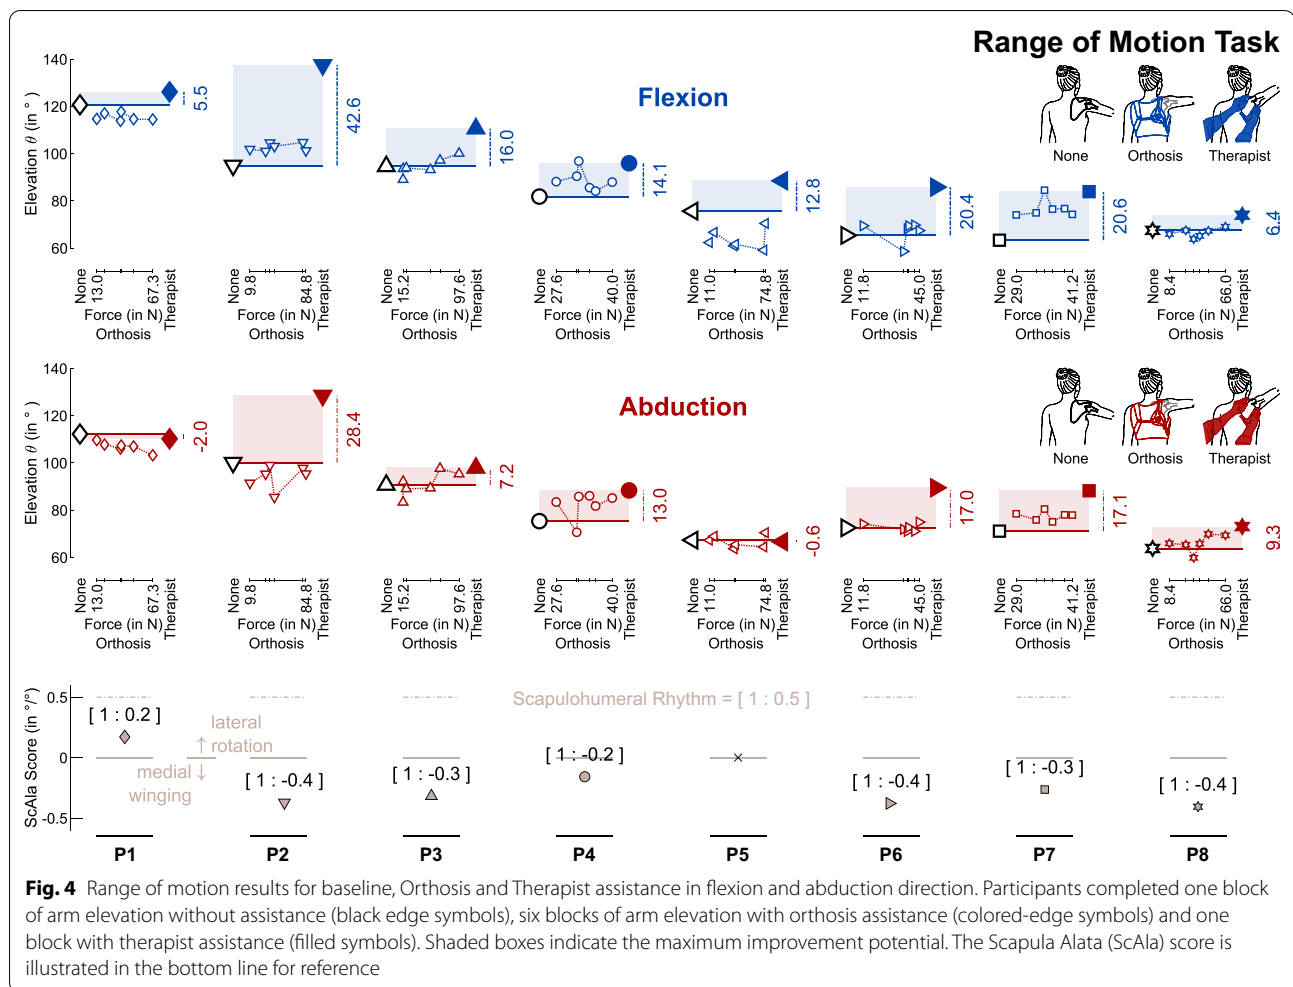 Range of Motion Task
Flexion
Elevation θ (in °)
140
120
100
80
60
5.5
42.6
16.0
14.1
12.8
20.4
20.6
6.4
None
Orthosis
Therapist
None 13.0 67.3 Therapist
None 9.8 84.8 Therapist
None 15.2 97.6 Therapist
None 27.6 40.0 Therapist
None 11.0 74.8 Therapist
None 11.8 45.0 Therapist
None 29.0 41.2 Therapist
None 8.4 66.0 Therapist
Force (in N) Force (in N) Force (in N) Force (in N) Force (in N) Force (in N) Force (in N) Force (in N)
Orthosis Orthosis Orthosis Orthosis Orthosis Orthosis Orthosis Orthosis
Abduction
Elevation θ (in °)
140
120
100
80
60
-2.0
28.4
7.2
13.0
-0.6
17.0
17.1
9.3
None
Orthosis
Therapist
None 13.0 67.3 Therapist
None 9.8 84.8 Therapist
None 15.2 97.6 Therapist
None 27.6 40.0 Therapist
None 11.0 74.8 Therapist
None 11.8 45.0 Therapist
None 29.0 41.2 Therapist
None 8.4 66.0 Therapist
Force (in N) Force (in N) Force (in N) Force (in N) Force (in N) Force (in N) Force (in N) Force (in N)
Orthosis Orthosis Orthosis Orthosis Orthosis Orthosis Orthosis Orthosis
ScAla Score (in °/°)
0.5
0
-0.5
Scapulohumeral Rhythm = [ 1 : 0.5 ]
[ 1 : 0.2 ]
↑ lateral
rotation
medial ↓
winging
[ 1 : -0.4 ]
[ 1 : -0.3 ]
[ 1 : -0.2 ]
[ 1 : -0.4 ]
[ 1 : -0.3 ]
[ 1 : -0.4 ]
P1 P2 P3 P4 P5 P6 P7 P8
Fig. 4 Range of motion results for baseline, Orthosis and Therapist assistance in flexion and abduction direction. Participants completed one block
of arm elevation without assistance (black edge symbols), six blocks of arm elevation with orthosis assistance (colored-edge symbols) and one
block with therapist assistance (filled symbols). Shaded boxes indicate the maximum improvement potential. The Scapula Alata (ScAla) score is
illustrated in the bottom line for reference